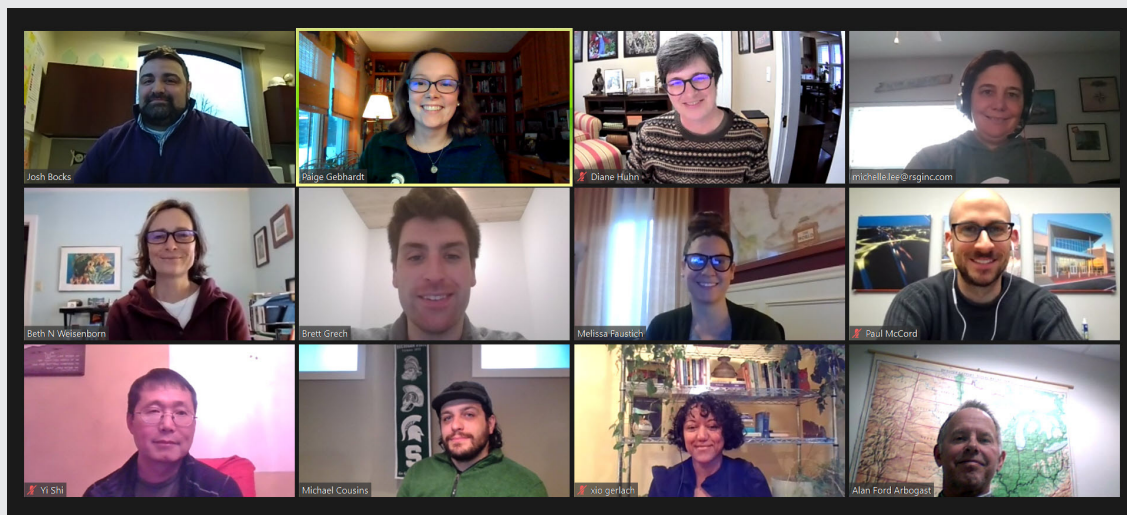 Josh Bocks
Paige Gebhardt
Diane Huhn
michelle.lee@rsginc.com
Beth N Weisenborn
Brett Grech
Melissa Faustich
Paul McCord
Yi Shi
Michael Cousins
S
xio gerlach
Alan Ford Arbogast